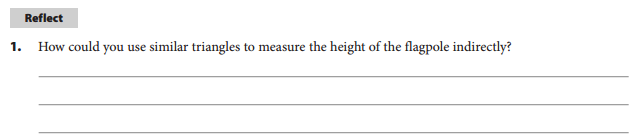 Reflect
1. How could you use similar triangles to measure the height of the flagpole indirectly?